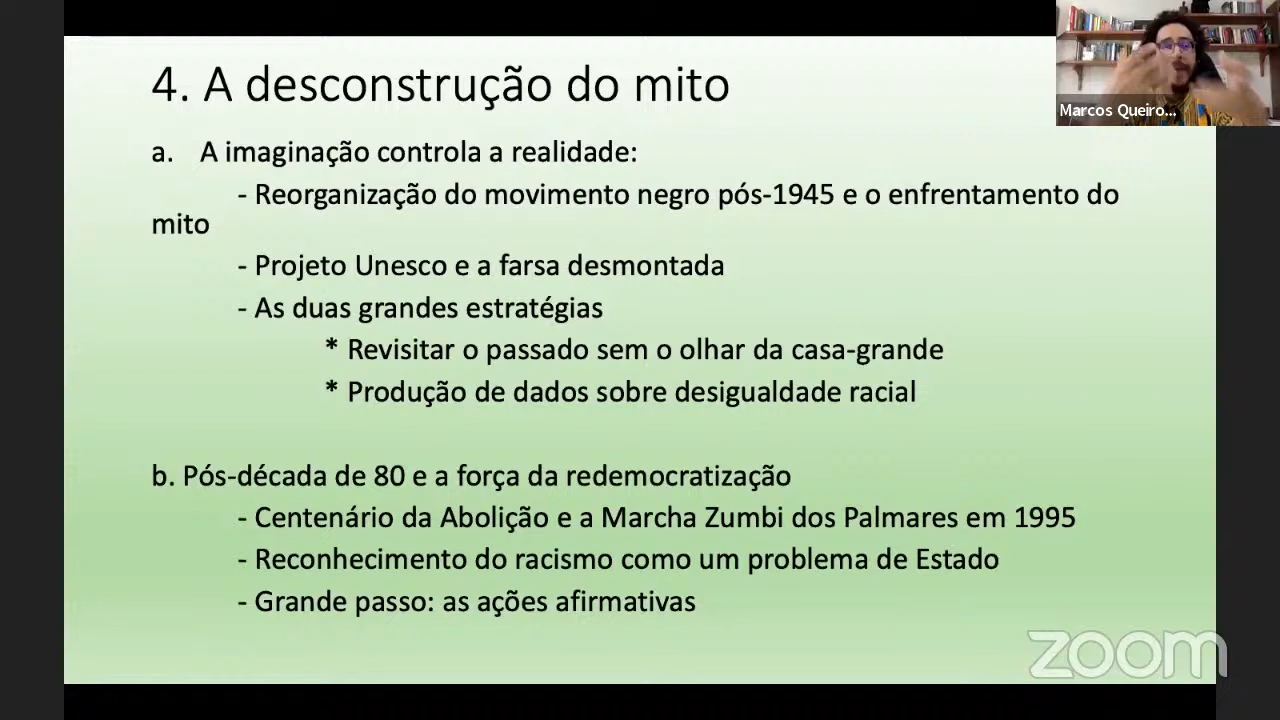 4. A desconstrução do mito
Marcos Queiro...
a. A imaginação controla a realidade:
- Reorganização do movimento negro pós-1945 e o enfrentamento do
mito
- Projeto Unesco e a farsa desmontada
- As duas grandes estratégias
* Revisitar o passado sem o olhar da casa-grande
* Produção de dados sobre desigualdade racial
b. Pós-década de 80 e a força da redemocratização
- Centenário da Abolição e a Marcha Zumbi dos Palmares em 1995
- Reconhecimento do racismo como um problema de Estado
- Grande passo: as ações afirmativas
zoom